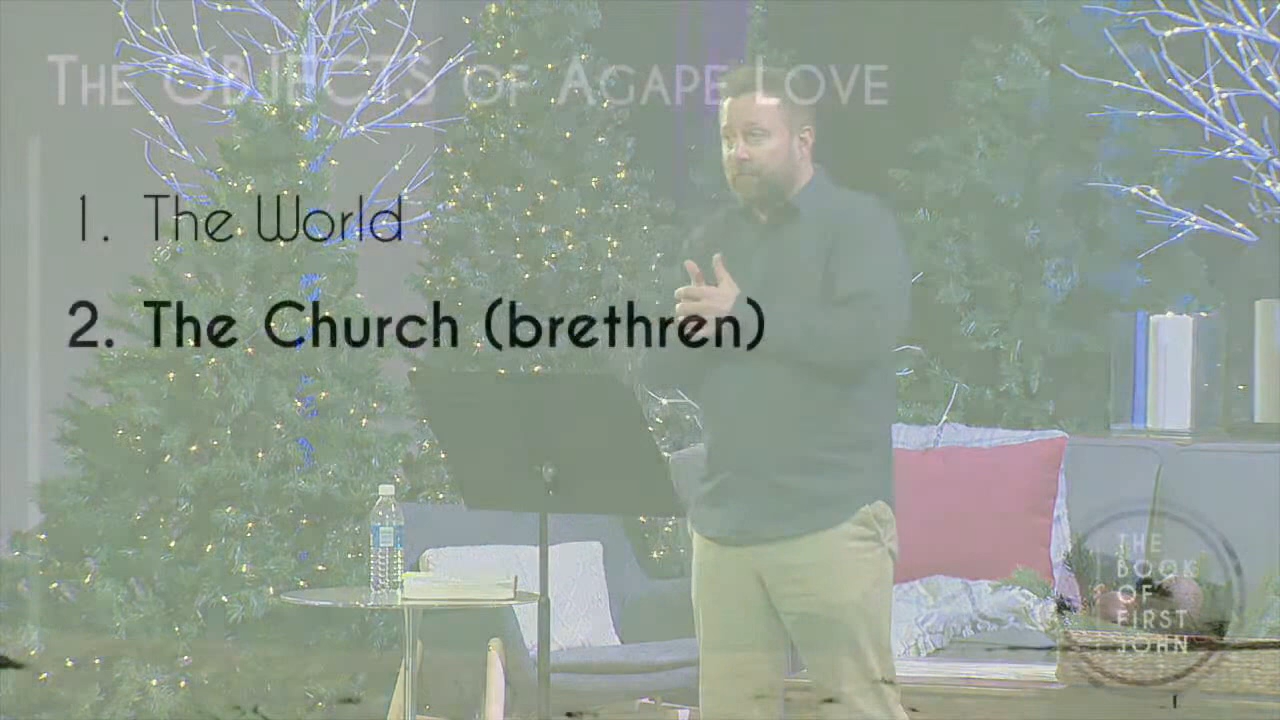 THE OBJECTS OF AGAPE LOVE
1. The World
2. The Church (brethren)
THE
BOOK
OF
FIRST
JOHN